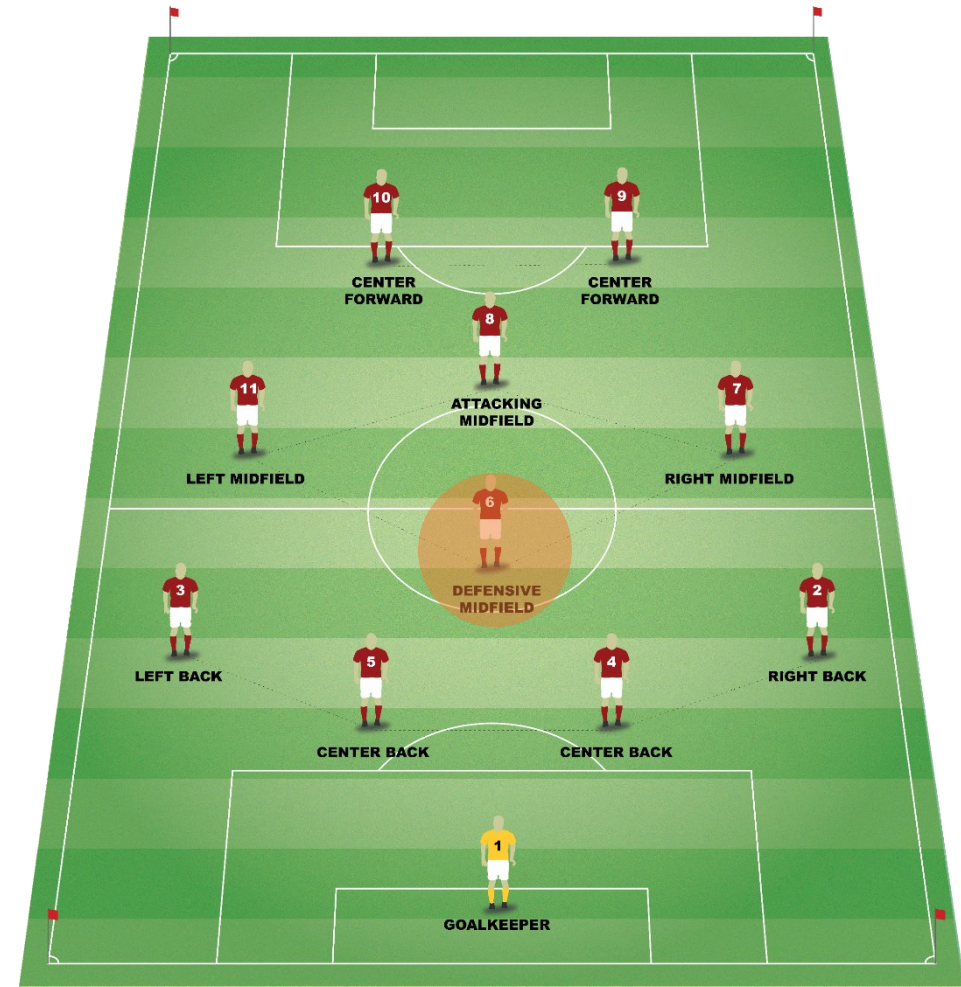 10
9
CENTER
FORWARD
CENTER
FORWARD
8
11
7
ATTACKING
MIDFIELD
LEFT MIDFIELD
RIGHT MIDFIELD
6
DEFENSIVE
MIDFIELD
3
2
5
4
LEFT BACK
RIGHT BACK
CENTER BACK
CENTER BACK
1
GOALKEEPER